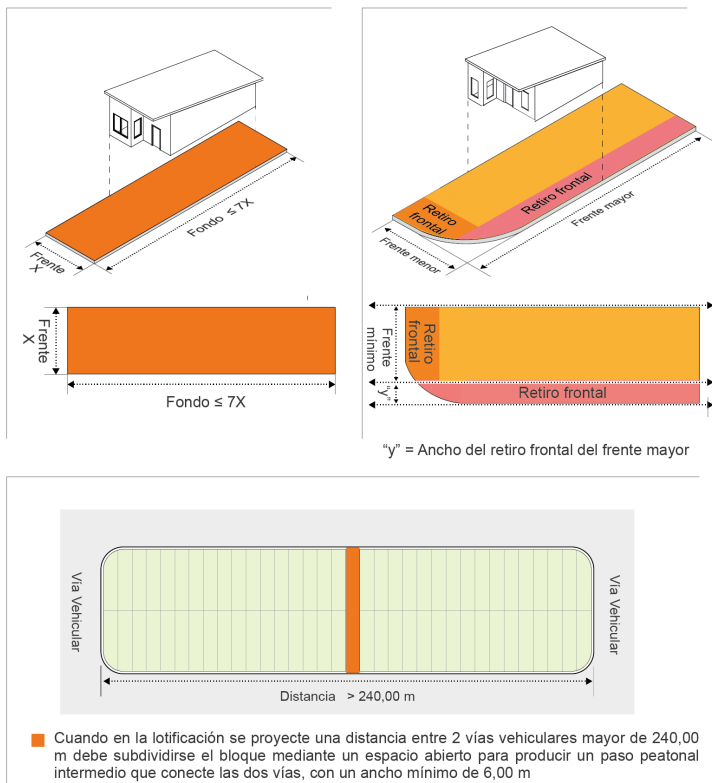 Frente
X
Fondo ≤ 7X
Frente
X
Fondo ≤ 7X
Retiro
frontal
Retiro frontal
Frente menor
Frente mayor
Frente
mínimo
Retiro
frontal
"y"
Retiro frontal
“y” = Ancho del retiro frontal del frente mayor
Vía Vehicular
Vía Vehicular
Distancia > 240,00 m
Cuando en la lotificación se proyecte una distancia entre 2 vías vehiculares mayor de 240,00
m debe subdividirse el bloque mediante un espacio abierto para producir un paso peatonal
intermedio que conecte las dos vías, con un ancho mínimo de 6,00 m